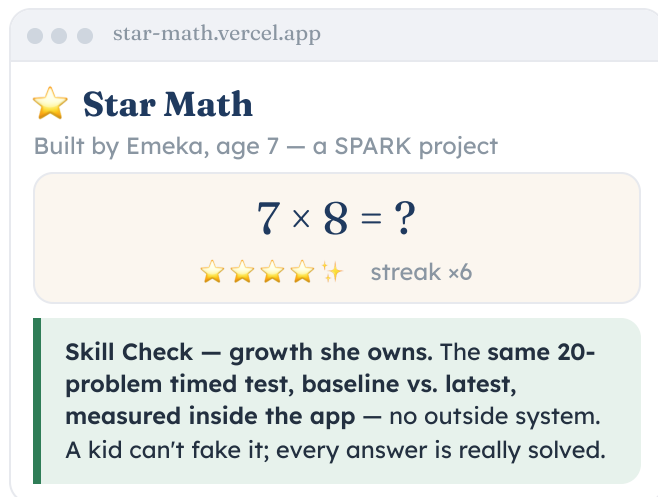 star-math.vercel.app
⭐ Star Math
Built by Emeka, age 7 — a SPARK project
7 × 8 = ?
⭐⭐⭐⭐✨ streak ×6
Skill Check — growth she owns. The same 20-
problem timed test, baseline vs. latest,
measured inside the app — no outside system.
A kid can't fake it; every answer is really solved.